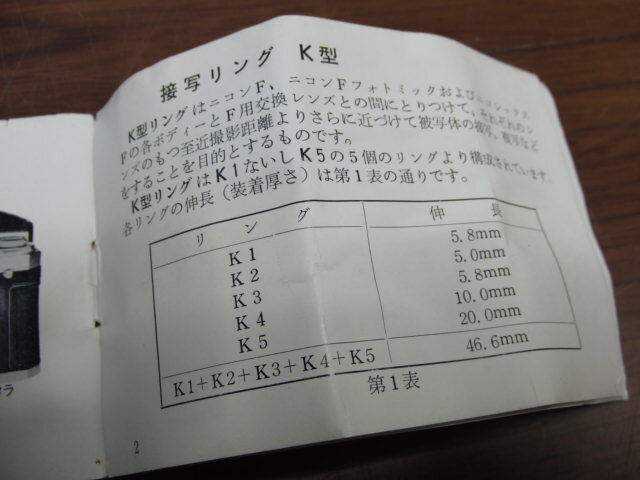 接写リング K型
K型リングはニコンF、ニコンFフォトミックおよびニコレックス
Fの各ボディーとF用交換レンズとの間にとりつけて、それぞれのレ
ンズのもつ至近撮影距離よりさらに近づけて被写体の接写、複写など
をすることを目的とするものです。
K型リングはK1ないしK5の5個のリングより構成されています。
各リングの伸長(装着厚さ)は第1表の通りです。
リング 伸長
K1 5.8mm
K2 5.0mm
K3 5.8mm
K4 10.0mm
K5 20.0mm
K1+K2+K3+K4+K5 46.6mm
第1表
2
ラ